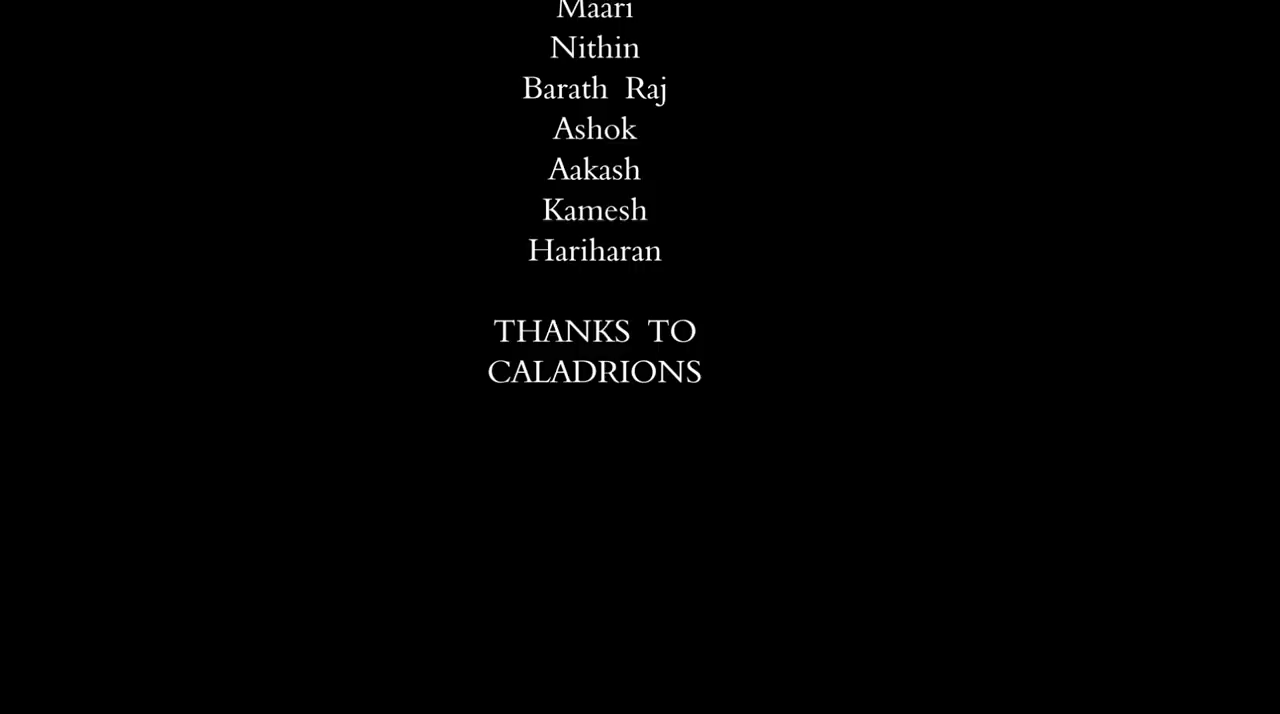 Maari
Nithin
Barath Raj
Ashok
Aakash
Kamesh
Hariharan
THANKS TO
CALADRIONS